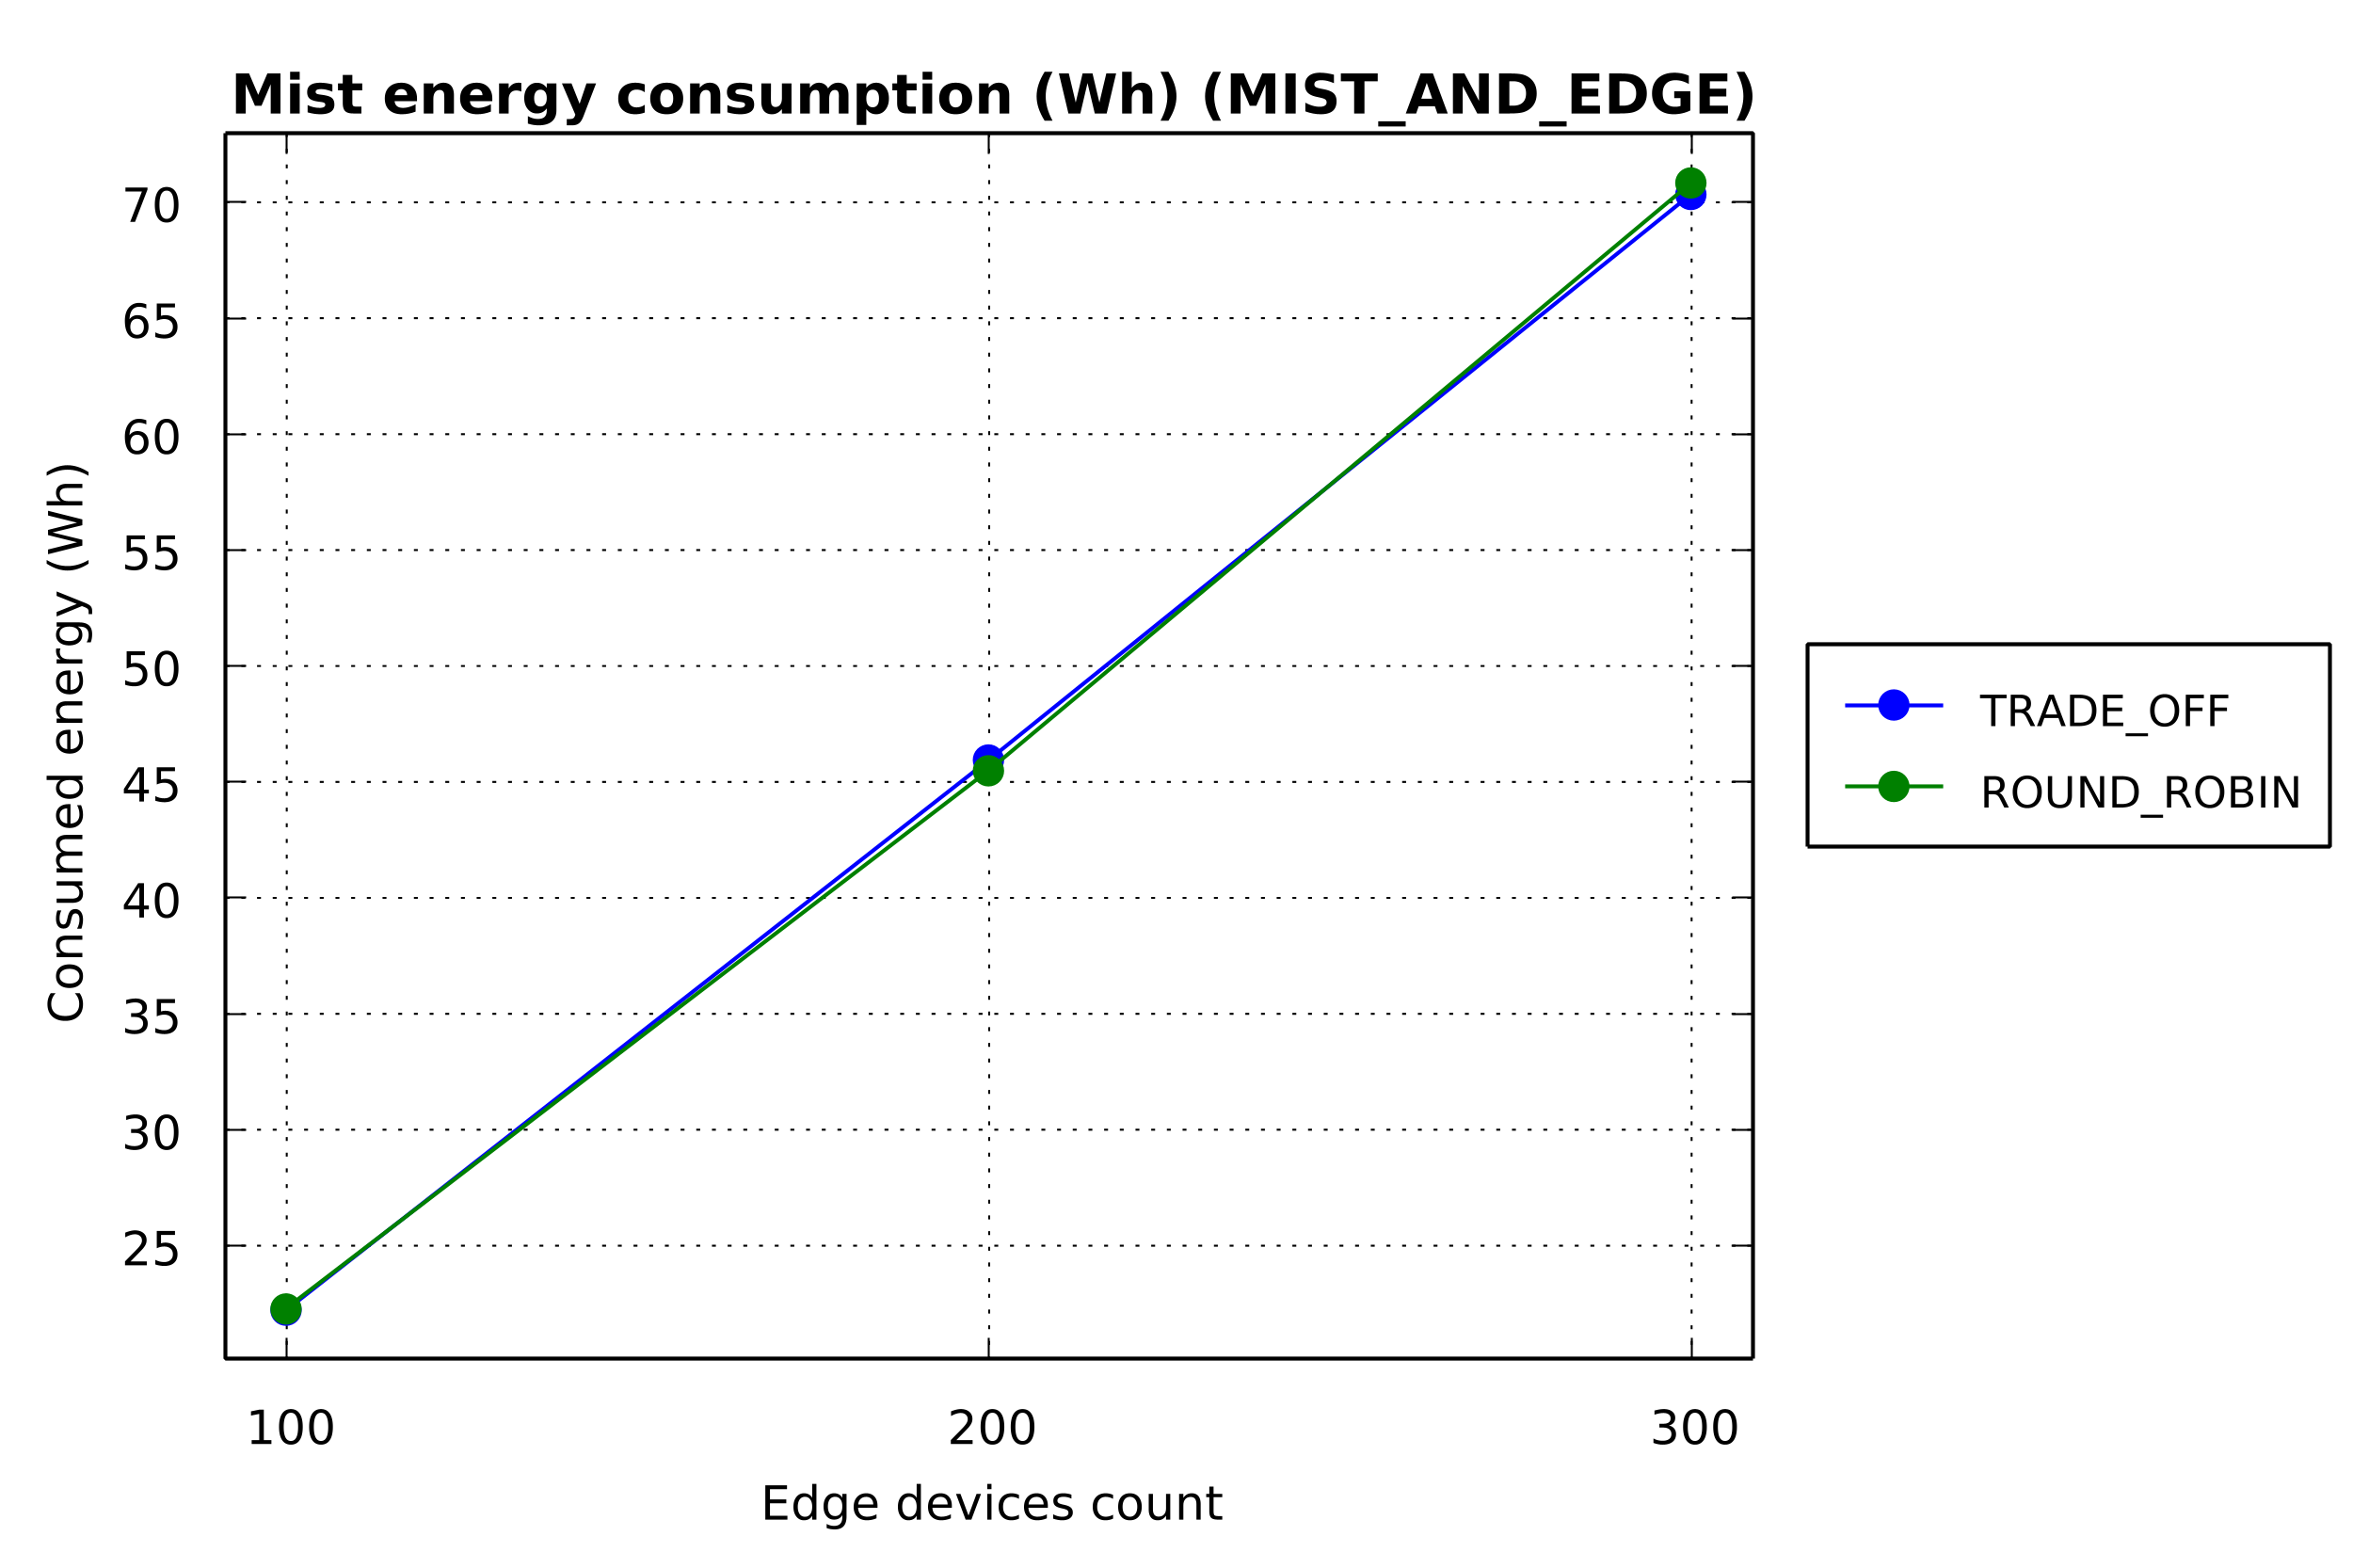 Mist energy consumption (Wh) (MIST_AND_EDGE)
Consumed energy (Wh)
70
65
60
55
50
45
40
35
30
25
100 200 300
Edge devices count
TRADE_OFF
ROUND_ROBIN